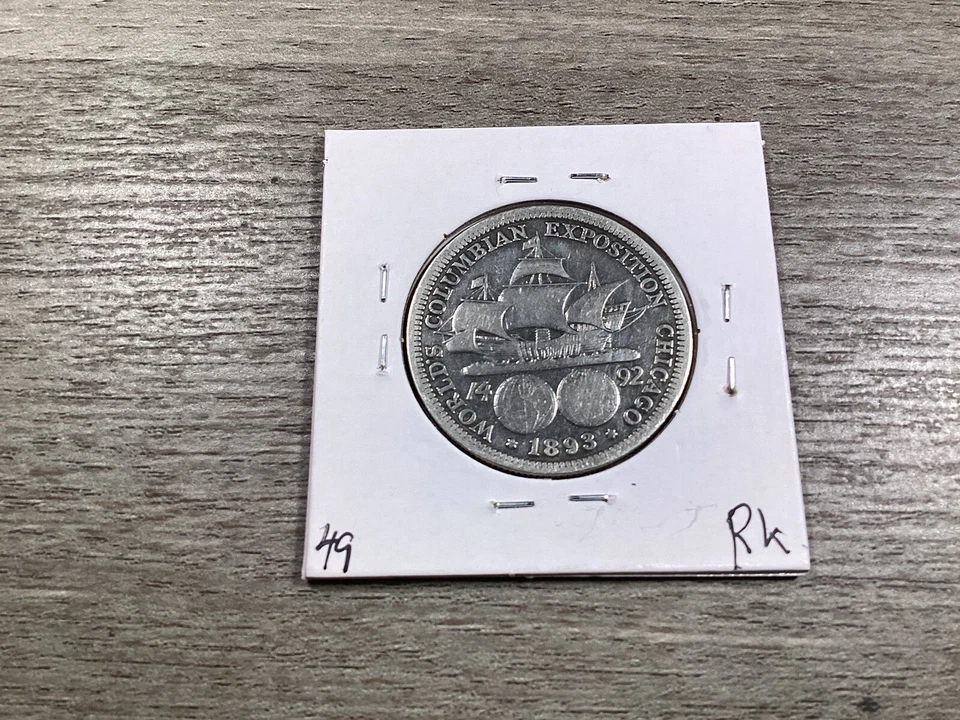 WORLD'S COLUMBIAN EXPOSITION CHICAGO
14 92
* 1893 *
49 Rk